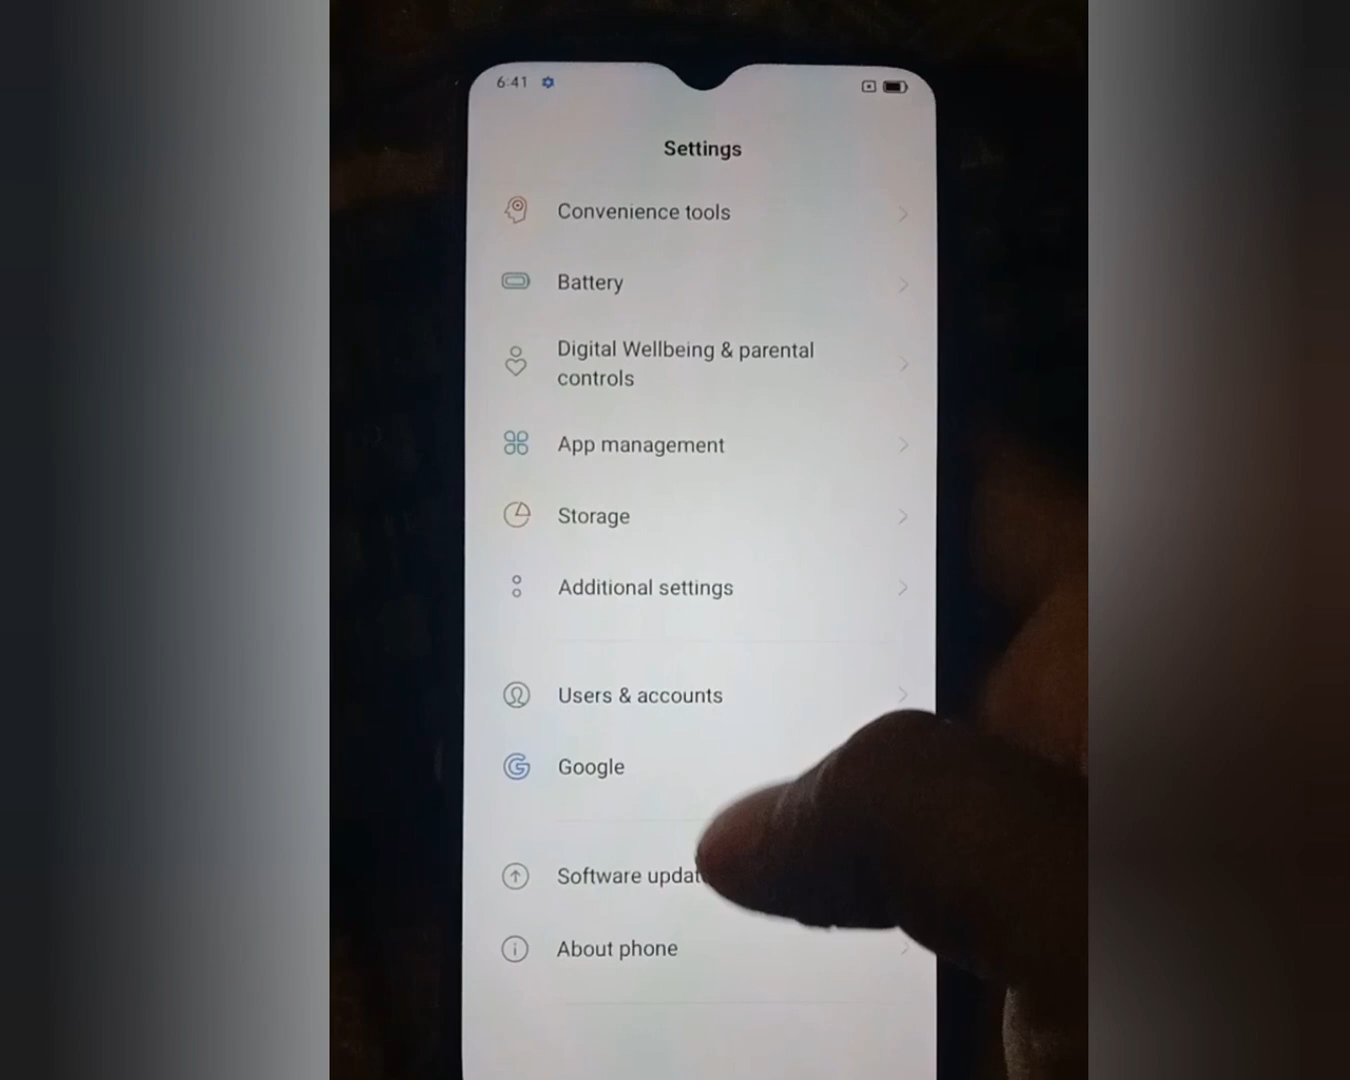 6:41
Settings
Convenience tools
Battery
Digital Wellbeing & parental
controls
App management
Storage
Additional settings
Users & accounts
Google
Software
About phone